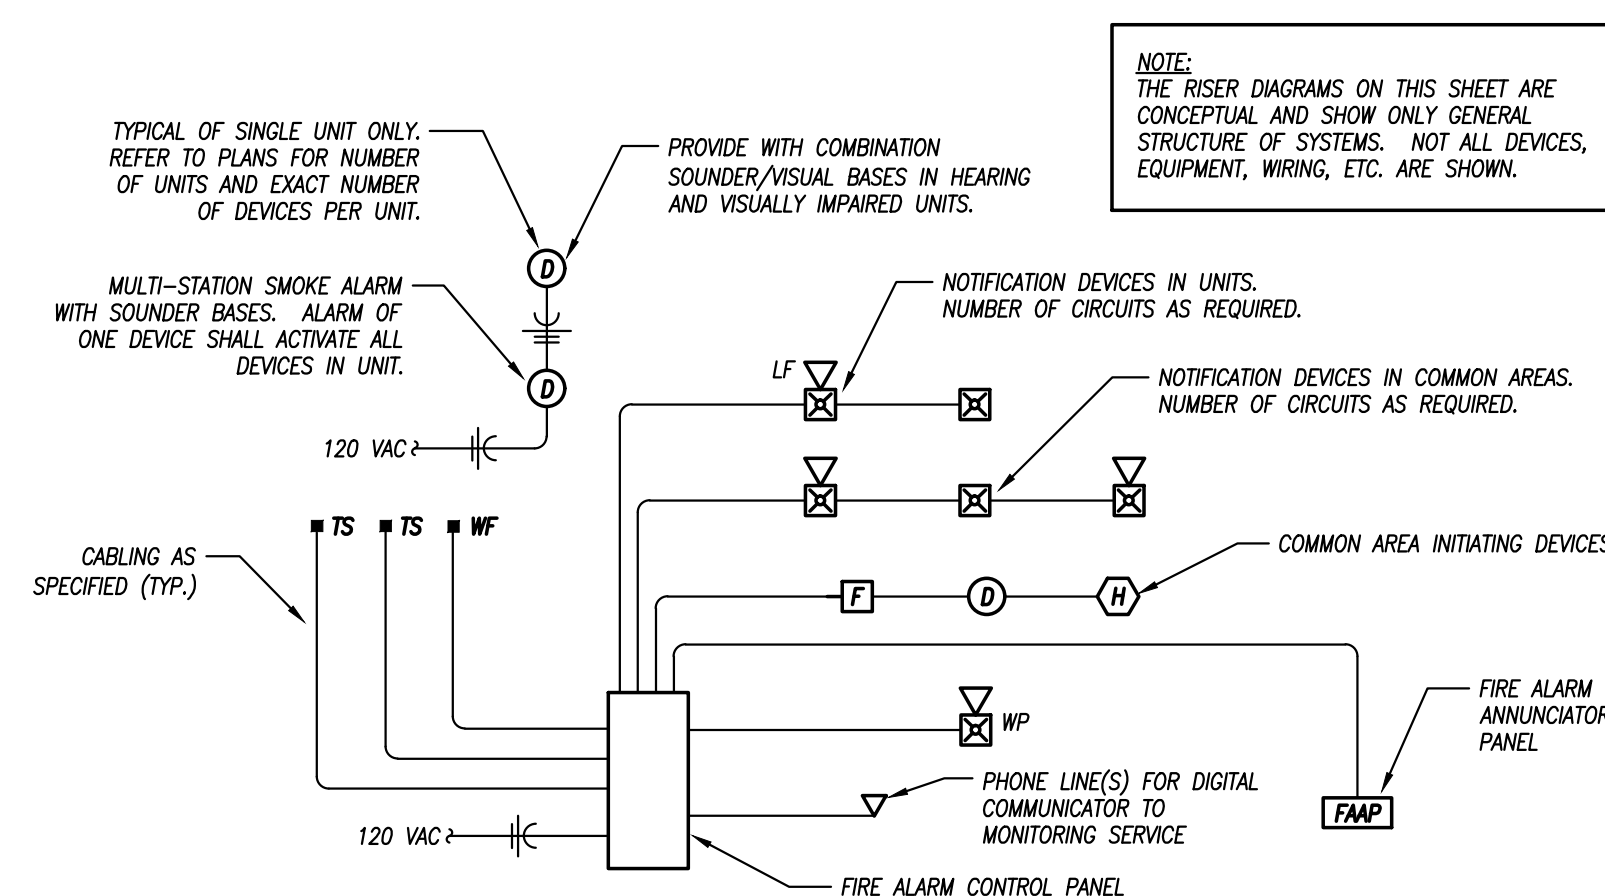 NOTE:
THE RISER DIAGRAMS ON THIS SHEET ARE
CONCEPTUAL AND SHOW ONLY GENERAL
STRUCTURE OF SYSTEMS. NOT ALL DEVICES,
EQUIPMENT, WIRING, ETC. ARE SHOWN.
TYPICAL OF SINGLE UNIT ONLY.
REFER TO PLANS FOR NUMBER
OF UNITS AND EXACT NUMBER
OF DEVICES PER UNIT.
PROVIDE WITH COMBINATION
SOUNDER/VISUAL BASES IN HEARING
AND VISUALLY IMPAIRED UNITS.
D
MULTI-STATION SMOKE ALARM
WITH SOUNDER BASES. ALARM OF
ONE DEVICE SHALL ACTIVATE ALL
DEVICES IN UNIT.
D
120 VAC
NOTIFICATION DEVICES IN UNITS.
NUMBER OF CIRCUITS AS REQUIRED.
LF
NOTIFICATION DEVICES IN COMMON AREAS.
NUMBER OF CIRCUITS AS REQUIRED.
TS
TS
WF
CABLING AS
SPECIFIED (TYP.)
COMMON AREA INITIATING DEVICES
F
D
H
WP
FIRE ALARM
ANNUNCIATOR
PANEL
FAAP
PHONE LINE(S) FOR DIGITAL
COMMUNICATOR TO
MONITORING SERVICE
120 VAC
FIRE ALARM CONTROL PANEL